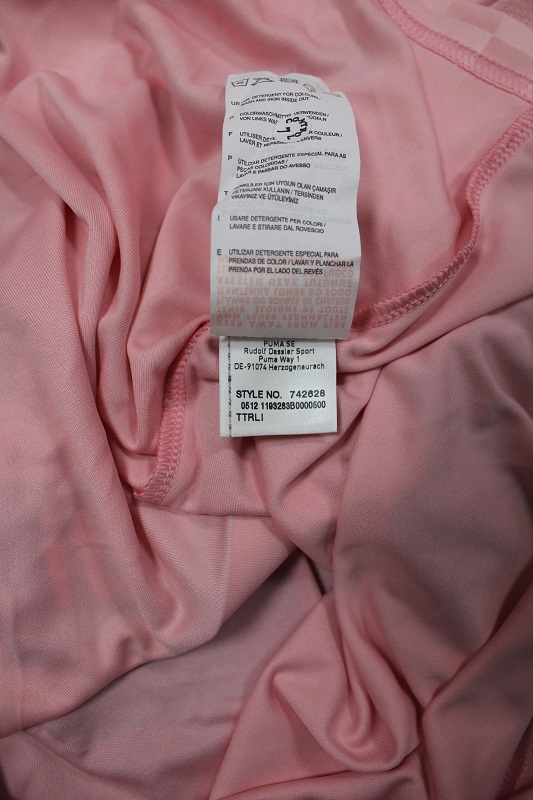 USE DETERGENT FOR COLOURS /
WASH AND IRON INSIDE OUT
D COLORWASCHMITTEL VERWENDEN/
VON LINKS WASCHEN UND BÜGELN
F UTILISER DETERGENT COULEUR /
LAVER ET REPASSER A L'ENVERS
P UTILIZAR DETERGENTE ESPECIAL PARA AS
PEÇAS COLORIDAS /
LAVAR E PASSAR DO AVESSO
RENKLİLER İÇİN UYGUN OLAN ÇAMAŞIR
T DETERJANI KULLANIN / TERSİNDEN
YIKAYINIZ VE ÜTÜLEYİNİZ
I USARE DETERGENTE PER COLORI /
LAVARE E STIRARE DAL ROVESCIO
E UTILIZAR DETERGENTE ESPECIAL PARA
PRENDAS DE COLOR / LAVAR Y PLANCHAR LA
PRENDA POR EL LADO DEL REVÉS
PUMA SE
Rudolf Dassler Sport
Puma Way 1
DE-91074 Herzogenaurach
STYLE NO. 742628
0512 1193283B0000500
TTRLI